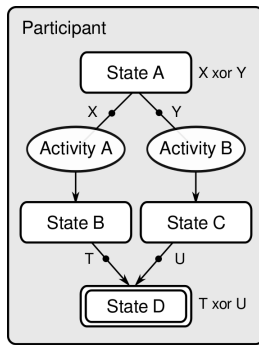 Participant
State A
X xor Y
X
Y
Activity A
Activity B
State B
State C
T
U
State D
T xor U